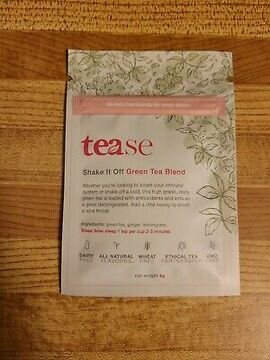 tease
Shake It Off Green Tea Blend
Whether you're looking to boost your immune
system or shake off a cold, this high grade, zesty
green tea is loaded with antioxidants and acts as
a great decongestant. Add a little honey to sooth
a sore throat.
Ingredients: green tea, ginger, lemongrass.
Steep time: steep 1 tsp per cup 2-3 minutes.
DAIRY FREE
ALL NATURAL FLAVOURING
WHEAT FREE
ETHICAL TEA PARTNERSHIP
GMO FREE
net weight 6g